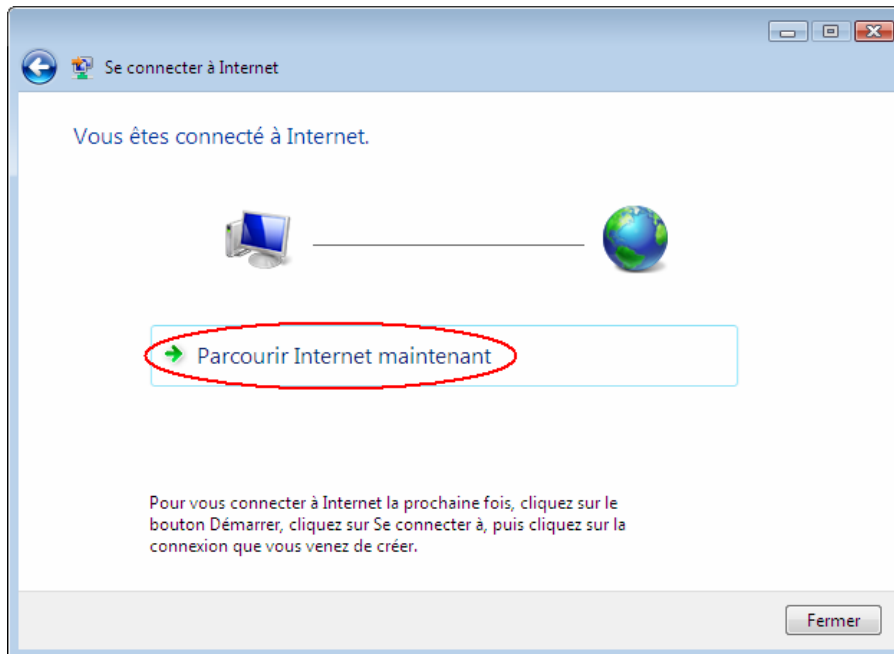 Se connecter à Internet
Vous êtes connecté à Internet.
Parcourir Internet maintenant
Pour vous connecter à Internet la prochaine fois, cliquez sur le
bouton Démarrer, cliquez sur Se connecter à, puis cliquez sur la
connexion que vous venez de créer.
Fermer